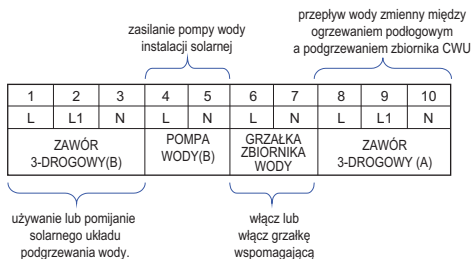 przepływ wody zmienny między
ogrzewaniem podłogowym
a podgrzewaniem zbiornika CWU
zasilanie pompy wody
instalacji solarnej
1 2 3 4 5 6 7 8 9 10
L L1 N L N L N L L1 N
ZAWÓR
3-DROGOWY(B)
POMPA
WODY(B)
GRZAŁKA
ZBIORNIKA
WODY
ZAWÓR
3-DROGOWY (A)
używanie lub pomijanie
solarnego układu
podgrzewania wody.
włącz lub
włącz grzałkę
wspomagającą